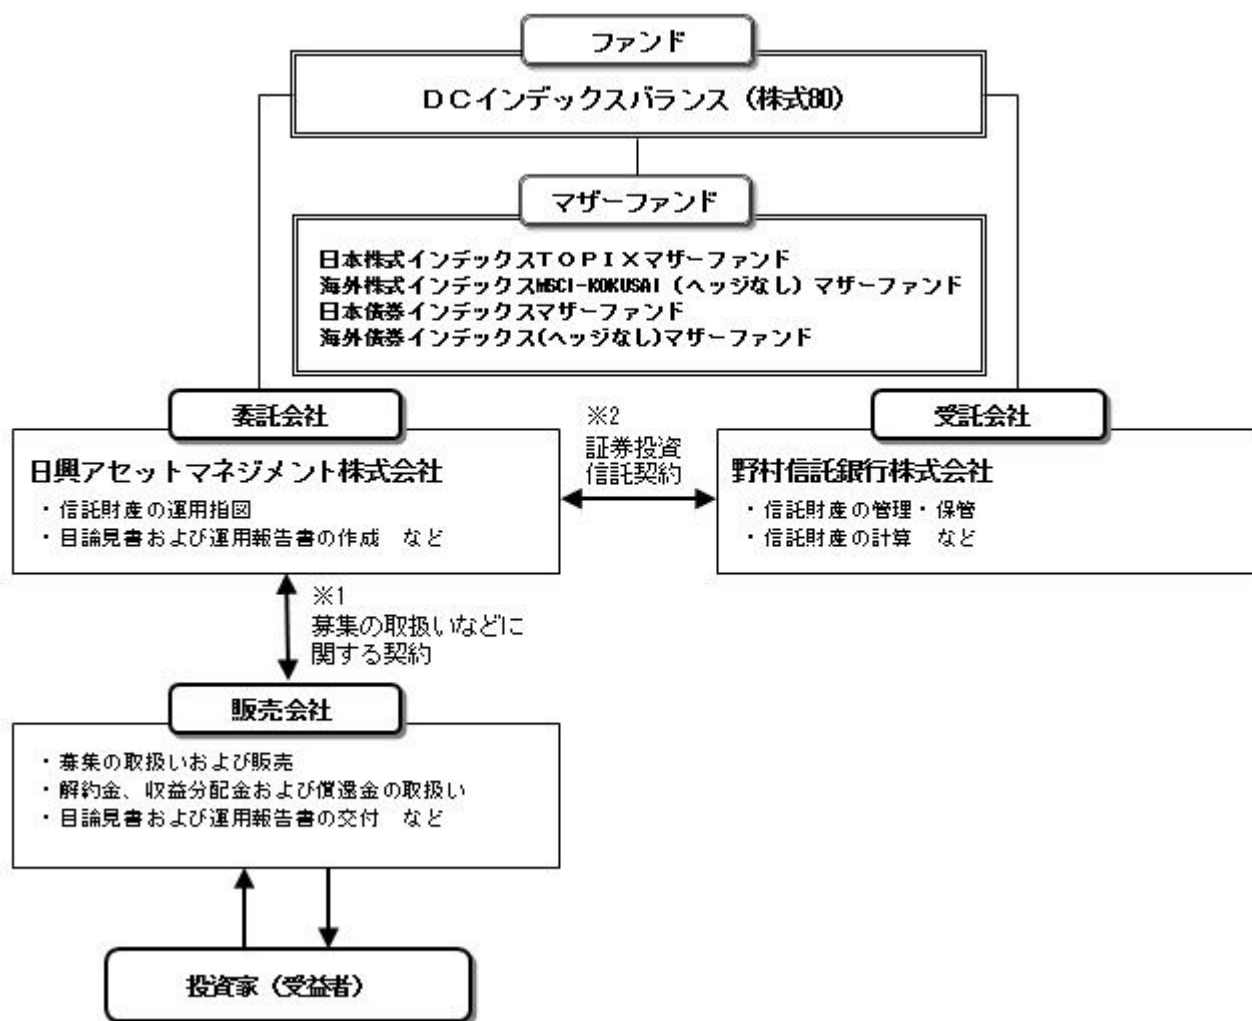 ファンド
DCインデックスバランス（株式80）
マザーファンド
日本株式インデックスTOPIXマザーファンド
海外株式インデックスMSCI-KOKUSAI（ヘッジなし）マザーファンド
日本債券インデックスマザーファンド
海外債券インデックス(ヘッジなし)マザーファンド
委託会社
日興アセットマネジメント株式会社
・信託財産の運用指図
・目論見書および運用報告書の作成　など
※2
証券投資
信託契約
受託会社
野村信託銀行株式会社
・信託財産の管理・保管
・信託財産の計算　など
※1
募集の取扱いなどに
関する契約
販売会社
・募集の取扱いおよび販売
・解約金、収益分配金および償還金の取扱い
・目論見書および運用報告書の交付　など
投資家（受益者）